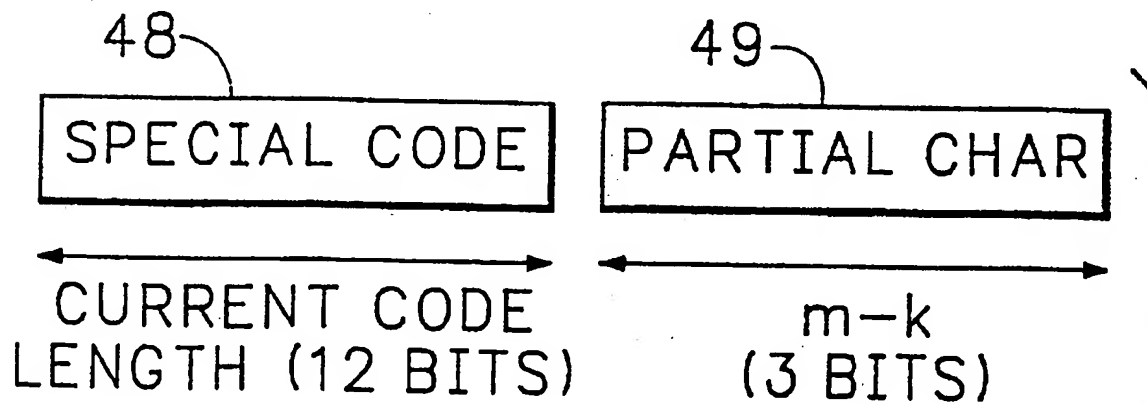 48
49
SPECIAL CODE
PARTIAL CHAR
CURRENT CODE
LENGTH (12 BITS)
m-k
(3 BITS)